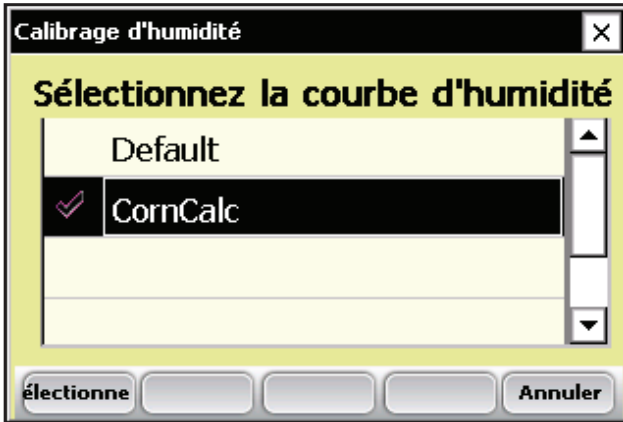 Calibrage d'humidité
Sélectionnez la courbe d'humidité
Default
CornCalc
électionne Annuler